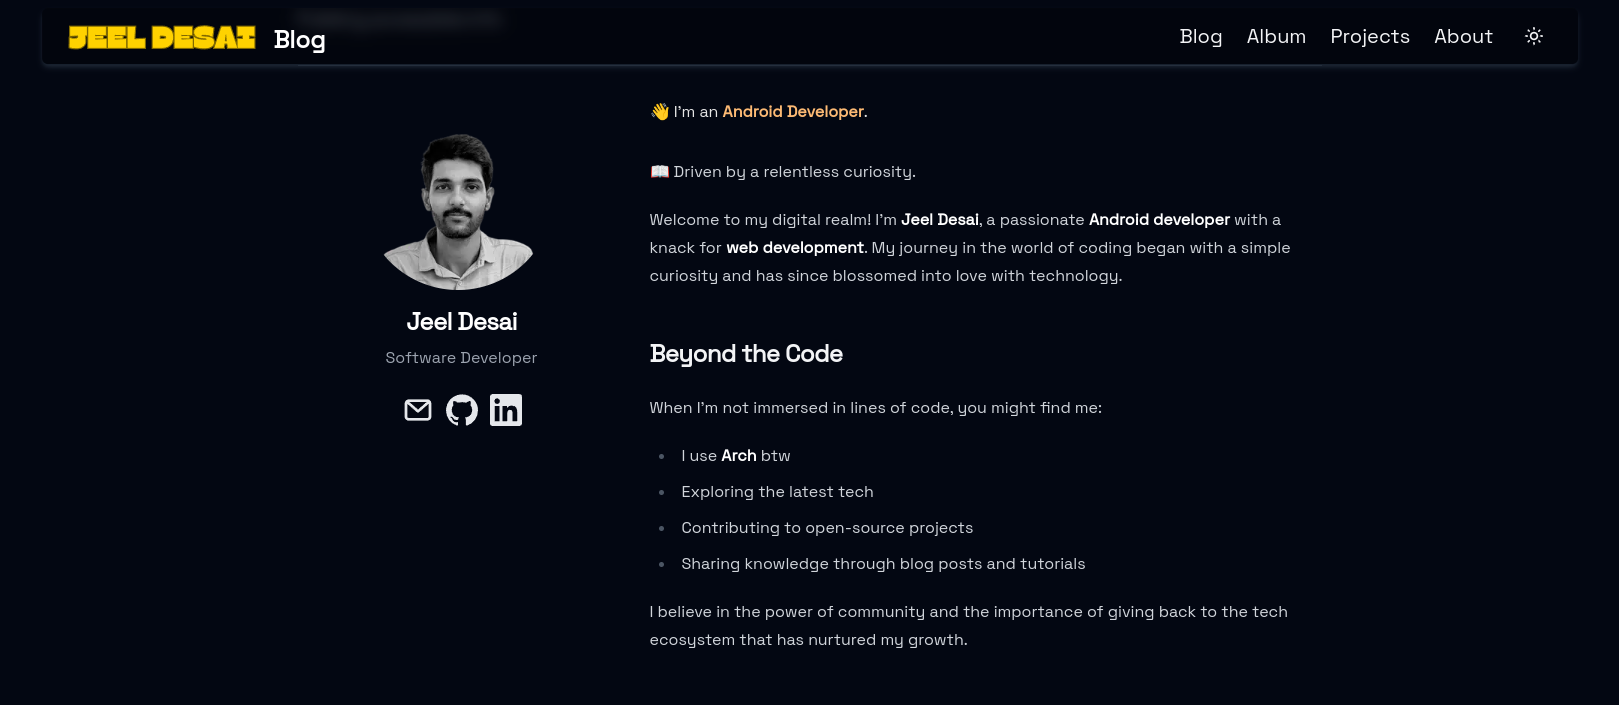 JEEL DESAI Blog
Blog Album Projects About
👋 I'm an Android Developer.
📖 Driven by a relentless curiosity.
Welcome to my digital realm! I'm Jeel Desai, a passionate Android developer with a
knack for web development. My journey in the world of coding began with a simple
curiosity and has since blossomed into love with technology.
Jeel Desai
Software Developer
Beyond the Code
When I'm not immersed in lines of code, you might find me:
I use Arch btw
Exploring the latest tech
Contributing to open-source projects
Sharing knowledge through blog posts and tutorials
I believe in the power of community and the importance of giving back to the tech
ecosystem that has nurtured my growth.